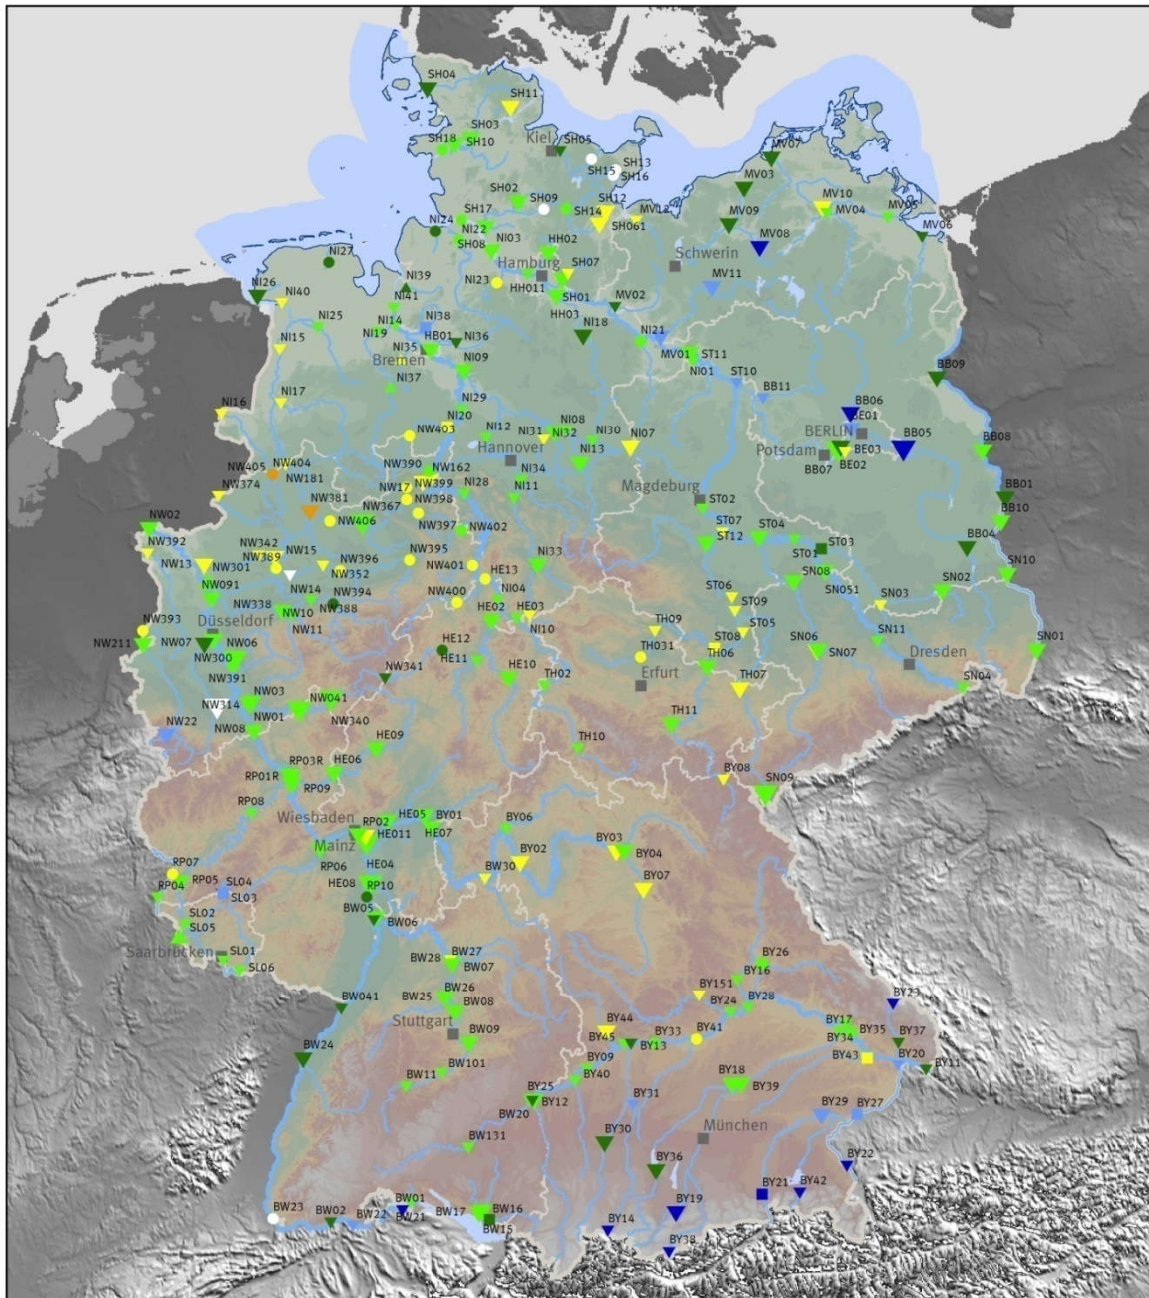 SH04
SH11
SH03
SH18
SH10
Kiel
SH05
SH13
SH15
SH16
MV07
MV03
SH02
SH09
SH12
SH14
MV12
MV10
MV04
MV05
MV06
SH17
NI24
NI22
SH08
NI03
HH02
SH061
MV09
MV08
Schwerin
NI27
Hamburg
SH07
NI23
HH011
SH01
HH03
MV11
MV02
NI26
NI40
NI39
NI41
NI25
NI14
NI19
NI38
HB01
NI36
NI18
NI21
NI15
NI35
Bremen
NI09
MV01
ST11
NI01
ST10
NI37
BB09
NI17
NI16
NI29
NI20
BB11
BB06
BE01
BERLIN
BB05
NW403
NI12
NI31
NI08
NI32
NI30
NI07
Hannover
NI13
Potsdam
BB07
BE02
BE03
BB08
NW405
NW404
NW181
NW390
NW162
NW399
NI34
NW374
NW17
NW398
NI28
NI11
Magdeburg
ST02
BB01
NW381
NW367
NW406
NW397
NW402
BB10
NW02
NW392
ST07
ST12
ST04
ST01
ST03
BB04
NW342
NW15
NW389
NW396
NW395
NW13
NW301
NW352
NW401
HE13
NI33
SN08
SN10
NW091
NW14
NW394
NW388
NW400
NI04
ST06
SN051
SN02
NW338
NW10
NW11
HE02
HE03
NI10
ST09
SN03
NW393
Düsseldorf
NW211
NW07
NW06
NW300
HE12
HE11
TH09
ST05
ST08
TH031
TH06
SN06
SN07
SN11
Dresden
SN01
NW391
NW341
HE10
TH02
Erfurt
TH07
SN04
NW03
NW314
NW041
NW01
NW08
NW340
NW22
TH11
HE09
TH10
RP03R
RP01R
HE06
RP09
BY08
SN09
RP08
Wiesbaden
RP02
HE05
BY01
HE011
HE07
Mainz
BY06
BY03
BY04
RP06
HE04
BW30
BY02
RP07
RP04
RP05
SL04
SL03
HE08
RP10
BY07
SL02
SL05
BW05
BW06
Saarbrücken
SL01
SL06
BW27
BW28
BW07
BY26
BY16
BW041
BW25
BW26
BW08
BY151
BY24
BY28
BY23
Stuttgart
BW09
BY44
BY45
BY33
BY13
BY41
BY17
BY35
BY34
BY37
BY43
BY20
BY11
BW24
BW11
BW101
BY09
BY40
BY18
BY39
BY25
BY12
BW20
BY31
BY29
BY27
BW131
BY30
München
BY36
BY22
BW23
BW02
BW22
BW01
BW21
BW17
BW16
BW15
BY21
BY42
BY19
BY14
BY38